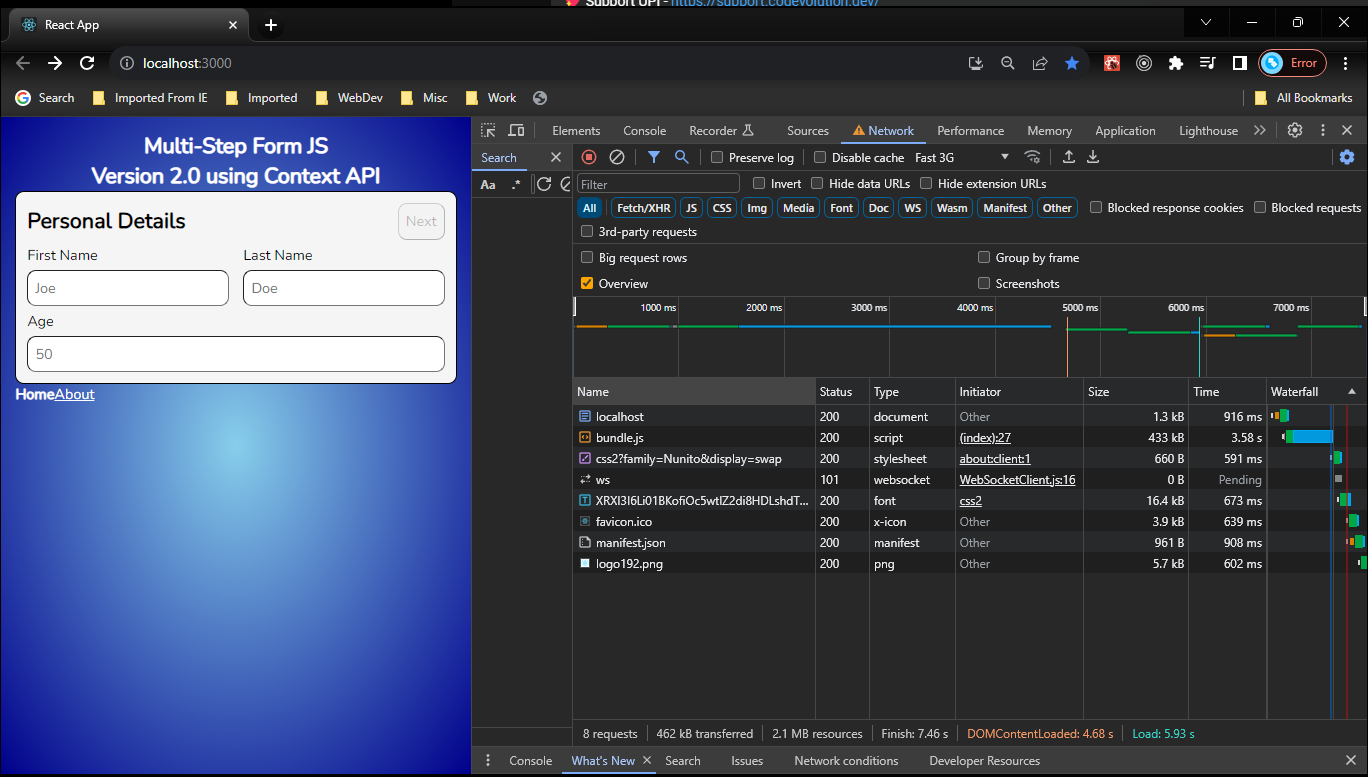 Support UPI - https://support.codevolution.dev/
React App
localhost:3000
Error
Search Imported From IE Imported WebDev Misc Work All Bookmarks
Multi-Step Form JS
Version 2.0 using Context API
Personal Details
Next
First Name Last Name
Joe Doe
Age
50
HomeAbout
Elements Console Recorder Sources Network Performance Memory Application Lighthouse
Search
Aa .*
Preserve log Disable cache Fast 3G
Filter Invert Hide data URLs Hide extension URLs
All Fetch/XHR JS CSS Img Media Font Doc WS Wasm Manifest Other Blocked response cookies Blocked requests
3rd-party requests
Big request rows Group by frame
Overview Screenshots
1000 ms 2000 ms 3000 ms 4000 ms 5000 ms 6000 ms 7000 ms
Name Status Type Initiator Size Time Waterfall
localhost 200 document Other 1.3 kB 916 ms
bundle.js 200 script (index):27 433 kB 3.58 s
css2?family=Nunito&display=swap 200 stylesheet about:client:1 660 B 591 ms
ws 101 websocket WebSocketClient.js:16 0 B Pending
XRXI3I6Li01BKofiOc5wtlZ2di8HDLshdT... 200 font css2 16.4 kB 673 ms
favicon.ico 200 x-icon Other 3.9 kB 639 ms
manifest.json 200 manifest Other 961 B 908 ms
logo192.png 200 png Other 5.7 kB 602 ms
8 requests 462 kB transferred 2.1 MB resources Finish: 7.46 s DOMContentLoaded: 4.68 s Load: 5.93 s
Console What's New Search Issues Network conditions Developer Resources